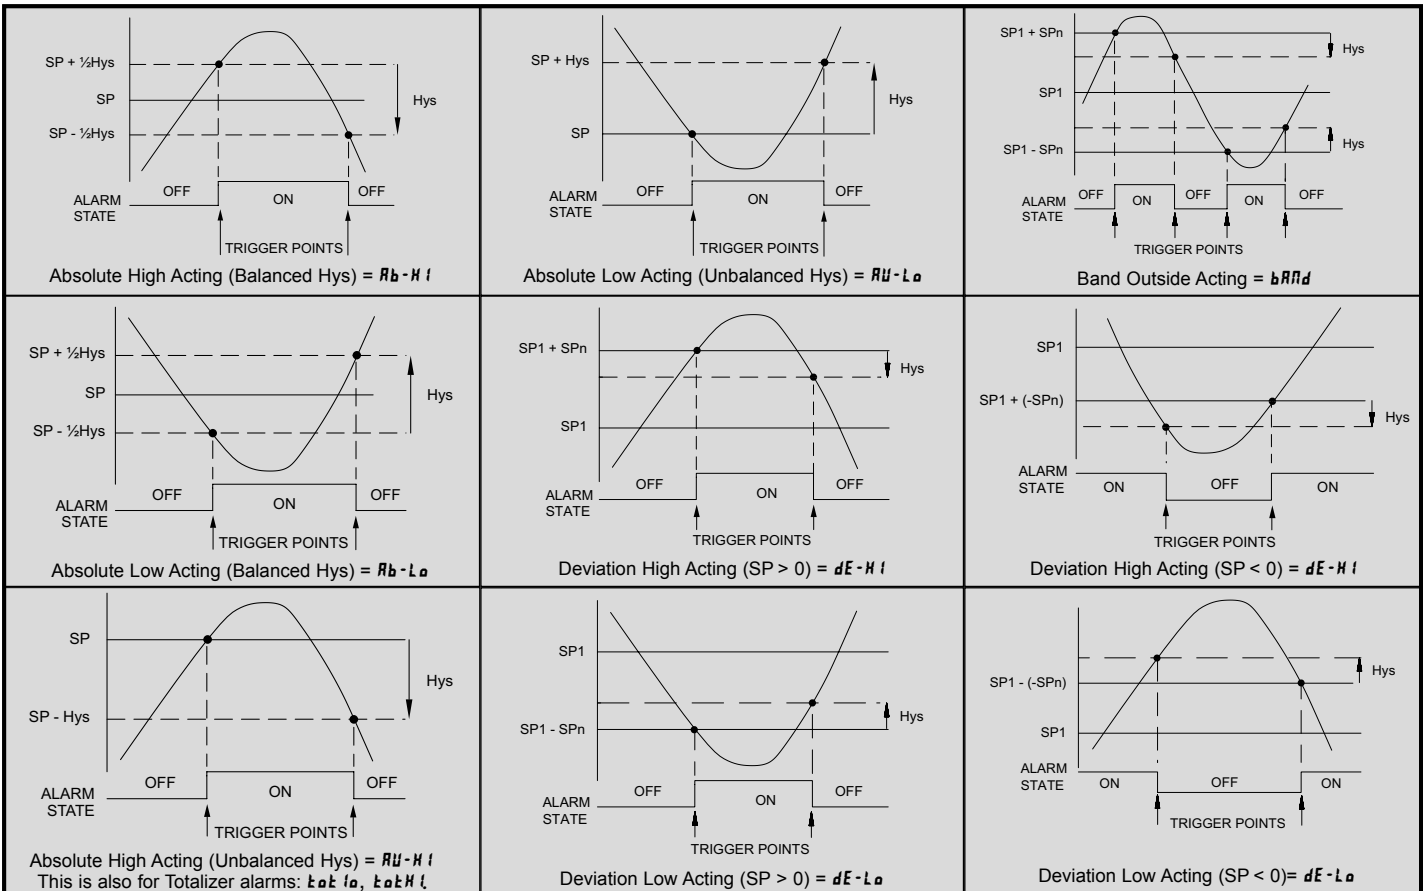 SP + ½Hys
SP
SP - ½Hys
Hys
ALARM
STATE
OFF
ON
OFF
TRIGGER POINTS
Absolute High Acting (Balanced Hys) = Ab-HI
SP + Hys
SP
Hys
ALARM
STATE
OFF
ON
OFF
TRIGGER POINTS
Absolute Low Acting (Unbalanced Hys) = AU-Lo
SP1 + SPn
SP1
SP1 - SPn
Hys
Hys
ALARM
STATE
OFF
ON
OFF
ON
OFF
TRIGGER POINTS
Band Outside Acting = bANd
SP + ½Hys
SP
SP - ½Hys
Hys
ALARM
STATE
OFF
ON
OFF
TRIGGER POINTS
Absolute Low Acting (Balanced Hys) = Ab-Lo
SP1 + SPn
SP1
Hys
ALARM
STATE
OFF
ON
OFF
TRIGGER POINTS
Deviation High Acting (SP > 0) = dE-HI
SP1
SP1 + (-SPn)
Hys
ALARM
STATE
ON
OFF
ON
TRIGGER POINTS
Deviation High Acting (SP < 0) = dE-HI
SP
SP - Hys
Hys
ALARM
STATE
OFF
ON
OFF
TRIGGER POINTS
Absolute High Acting (Unbalanced Hys) = AU-HI
This is also for Totalizer alarms: totlo, totHI.
SP1
SP1 - SPn
Hys
ALARM
STATE
OFF
ON
OFF
TRIGGER POINTS
Deviation Low Acting (SP > 0) = dE-Lo
SP1 - (-SPn)
SP1
Hys
ALARM
STATE
ON
OFF
ON
TRIGGER POINTS
Deviation Low Acting (SP < 0)= dE-Lo